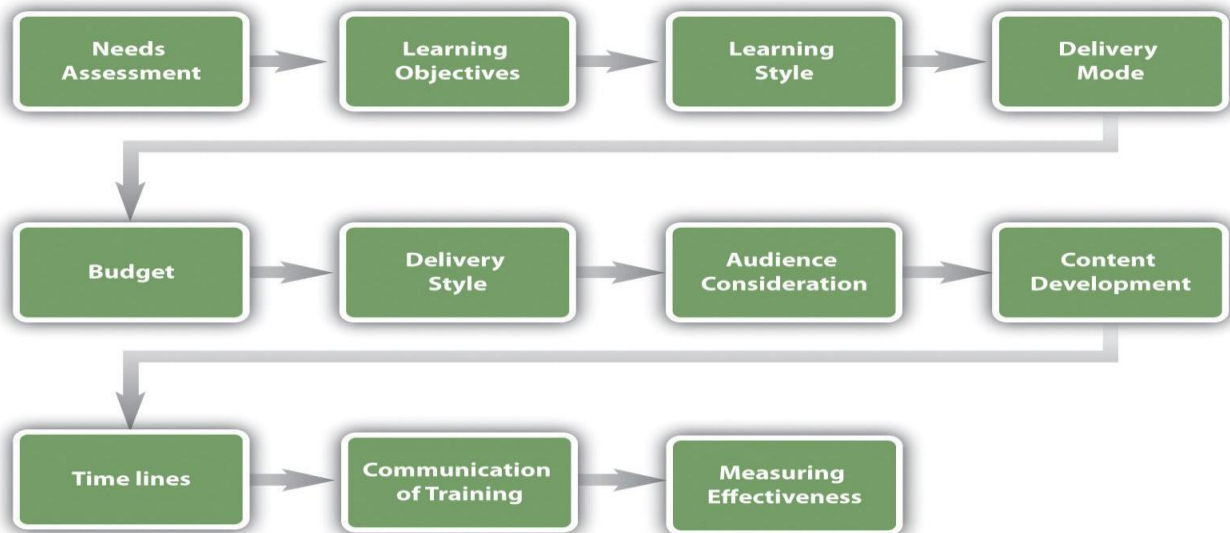 Needs
Assessment
Learning
Objectives
Learning
Style
Delivery
Mode
Budget
Delivery
Style
Audience
Consideration
Content
Development
Time lines
Communication
of Training
Measuring
Effectiveness